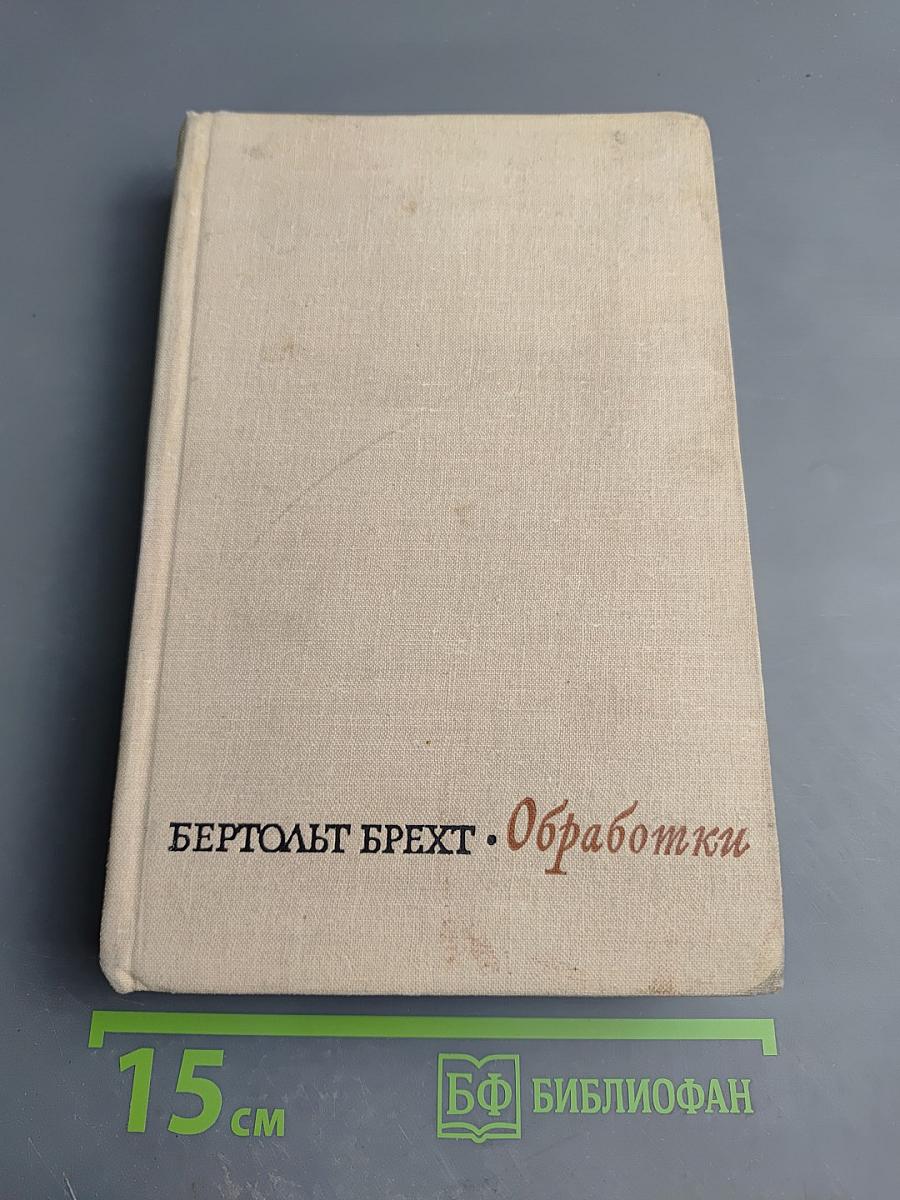 БЕРТОЛЬТ БРЕХТ · Обработки
15 см
БФ БИБЛИОФАН